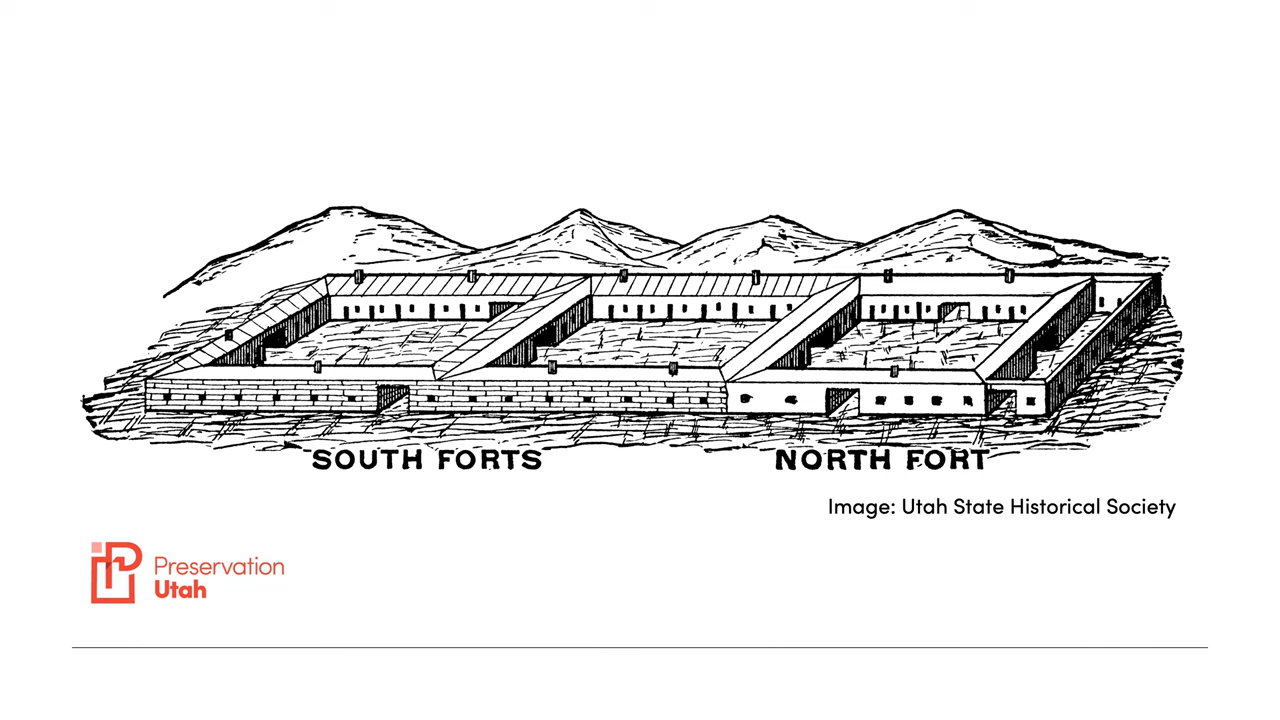 SOUTH FORTS
NORTH FORT
Image: Utah State Historical Society
Preservation
Utah